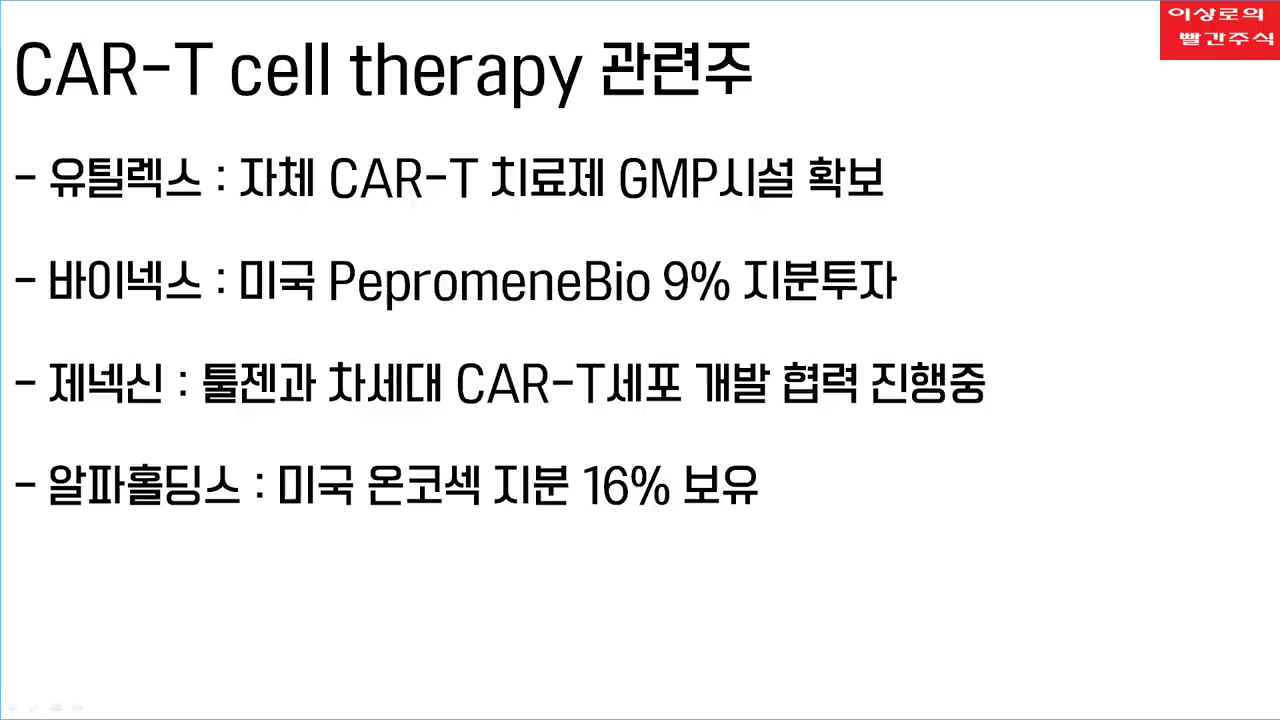 이상로의
빨간주식
CAR-T cell therapy 관련주
- 유틸렉스 : 자체 CAR-T 치료제 GMP시설 확보
- 바이넥스 : 미국 PepromeneBio 9% 지분투자
- 제넥신 : 툴젠과 차세대 CAR-T세포 개발 협력 진행중
- 알파홀딩스 : 미국 온코섹 지분 16% 보유